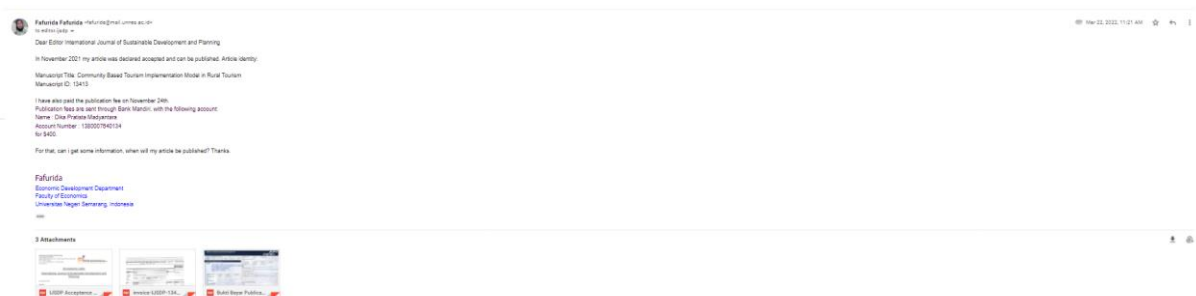 Fafurida Fafurida <fafurida@mail.unnes.ac.id>
to editor.ijsdp
Mar 22, 2022, 11:21 AM
Dear Editor International Journal of Sustainable Development and Planning
In November 2021 my article was declared accepted and can be published. Article identity:
Manuscript Title: Community Based Tourism Implementation Model in Rural Tourism
Manuscript ID: 13413
I have also paid the publication fee on November 24th.
Publication fees are sent through Bank Mandiri, with the following account:
Name : Dika Pratista Madyantara
Account Number : 1380007640134
for $400.
For that, can i get some information, when will my article be published? Thanks.
Fafurida
Economic Development Department
Faculty of Economics
Universitas Negeri Semarang, Indonesia
3 Attachments
IJSDP Acceptance ...
Invoice-IJSDP-134...
Bukti Bayar Publica...